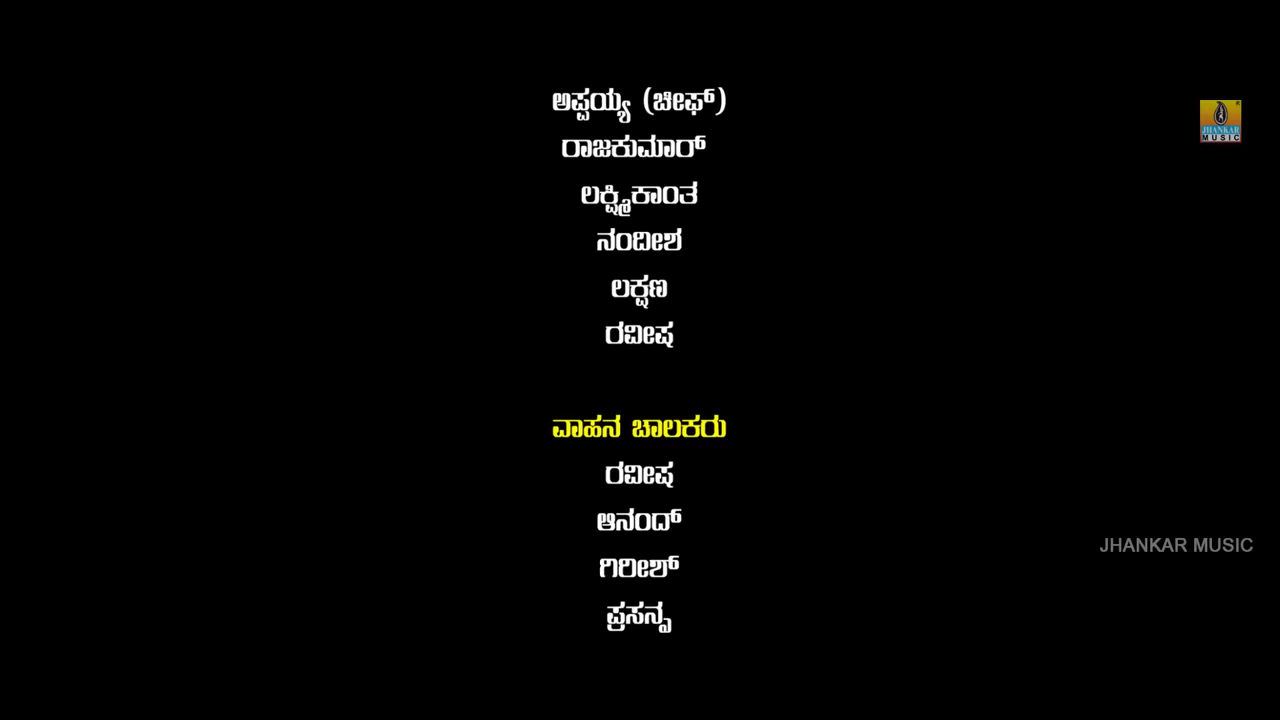 ಅಪ್ಪಯ್ಯ (ಚೀಫ್)
ರಾಜಕುಮಾರ್
ಲಕ್ಷ್ಮಿಕಾಂತ
ನಂದೀಶ
ಲಕ್ಷಣ
ರವೀಷ
ವಾಹನ ಚಾಲಕರು
ರವೀಷ
ಆನಂದ್
ಗಿರೀಶ್
ಪ್ರಸನ್ನ
JHANKAR
MUSIC
JHANKAR MUSIC